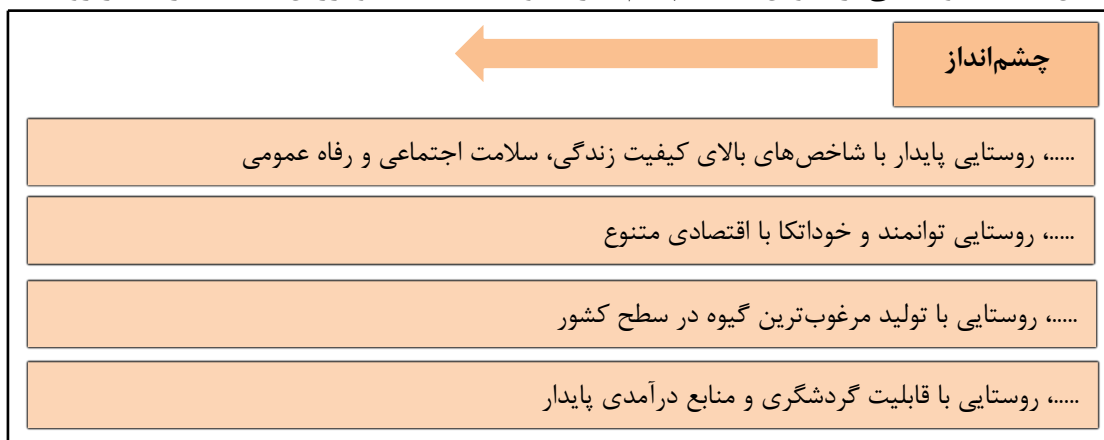 چشم‌انداز
.....، روستایی پایدار با شاخص‌های بالای کیفیت زندگی، سلامت اجتماعی و رفاه عمومی
.....، روستایی توانمند و خوداتکا با اقتصادی متنوع
.....، روستایی با تولید مرغوب‌ترین گیوه در سطح کشور
.....، روستایی با قابلیت گردشگری و منابع درآمدی پایدار